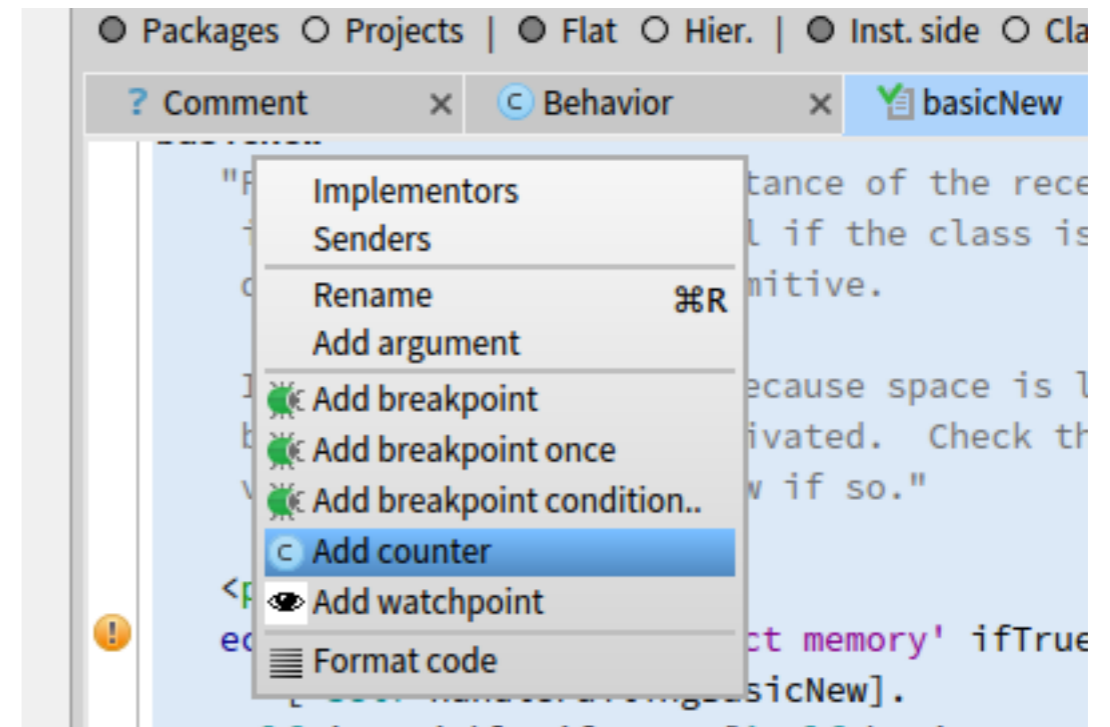 Packages Projects | Flat Hier. | Inst. side
? Comment × C Behavior × basicNew
Implementors
tance of the rece
Senders
l if the class is
Rename ⌘R
mitive.
Add argument
Add breakpoint
ecause space is l
Add breakpoint once
ivated. Check th
Add breakpoint condition..
w if so."
C Add counter
Add watchpoint
ct memory' ifTrue
Format code
sicNew].